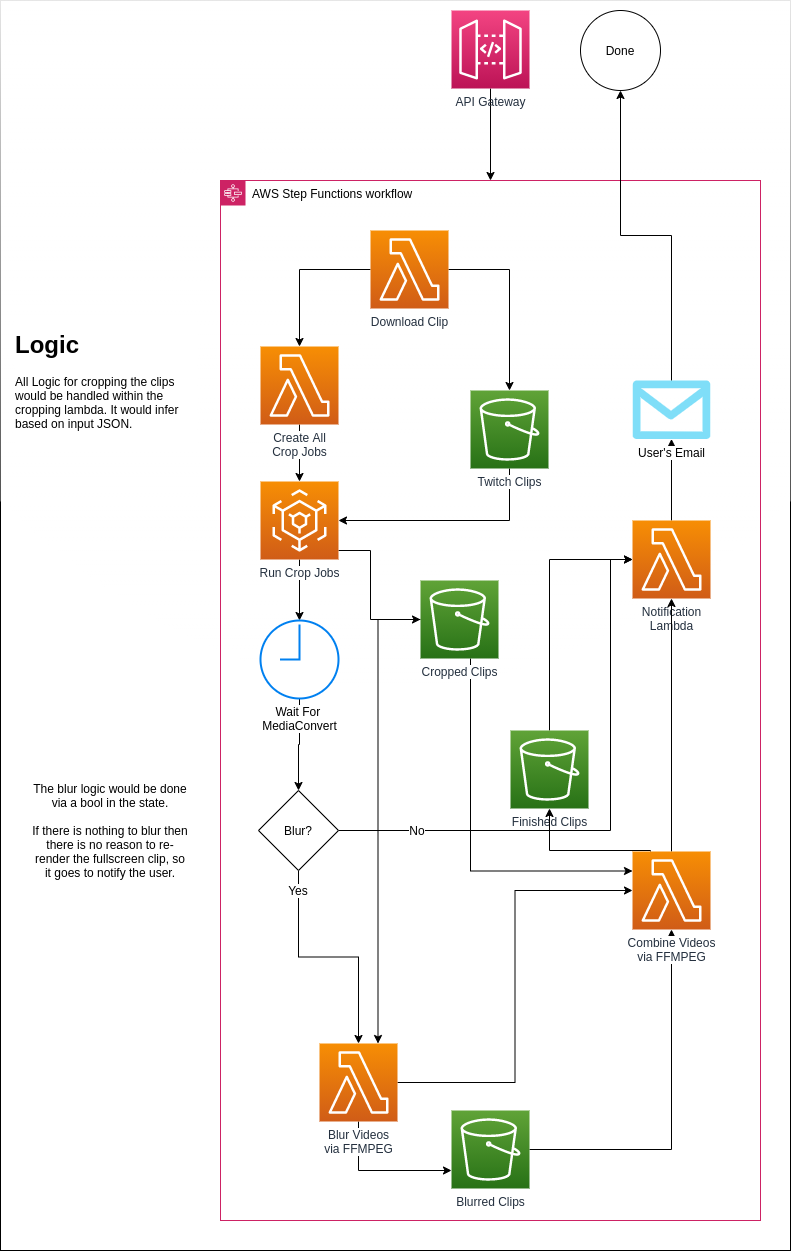 API Gateway
Done
AWS Step Functions workflow
Download Clip
Logic
All Logic for cropping the clips
would be handled within the
cropping lambda. It would infer
based on input JSON.
Create All
Crop Jobs
Twitch Clips
User's Email
Run Crop Jobs
Notification
Lambda
Cropped Clips
Wait For
MediaConvert
The blur logic would be done
via a bool in the state.
If there is nothing to blur then
there is no reason to re-
render the fullscreen clip, so
it goes to notify the user.
Blur?
No
Finished Clips
Yes
Combine Videos
via FFMPEG
Blur Videos
via FFMPEG
Blurred Clips